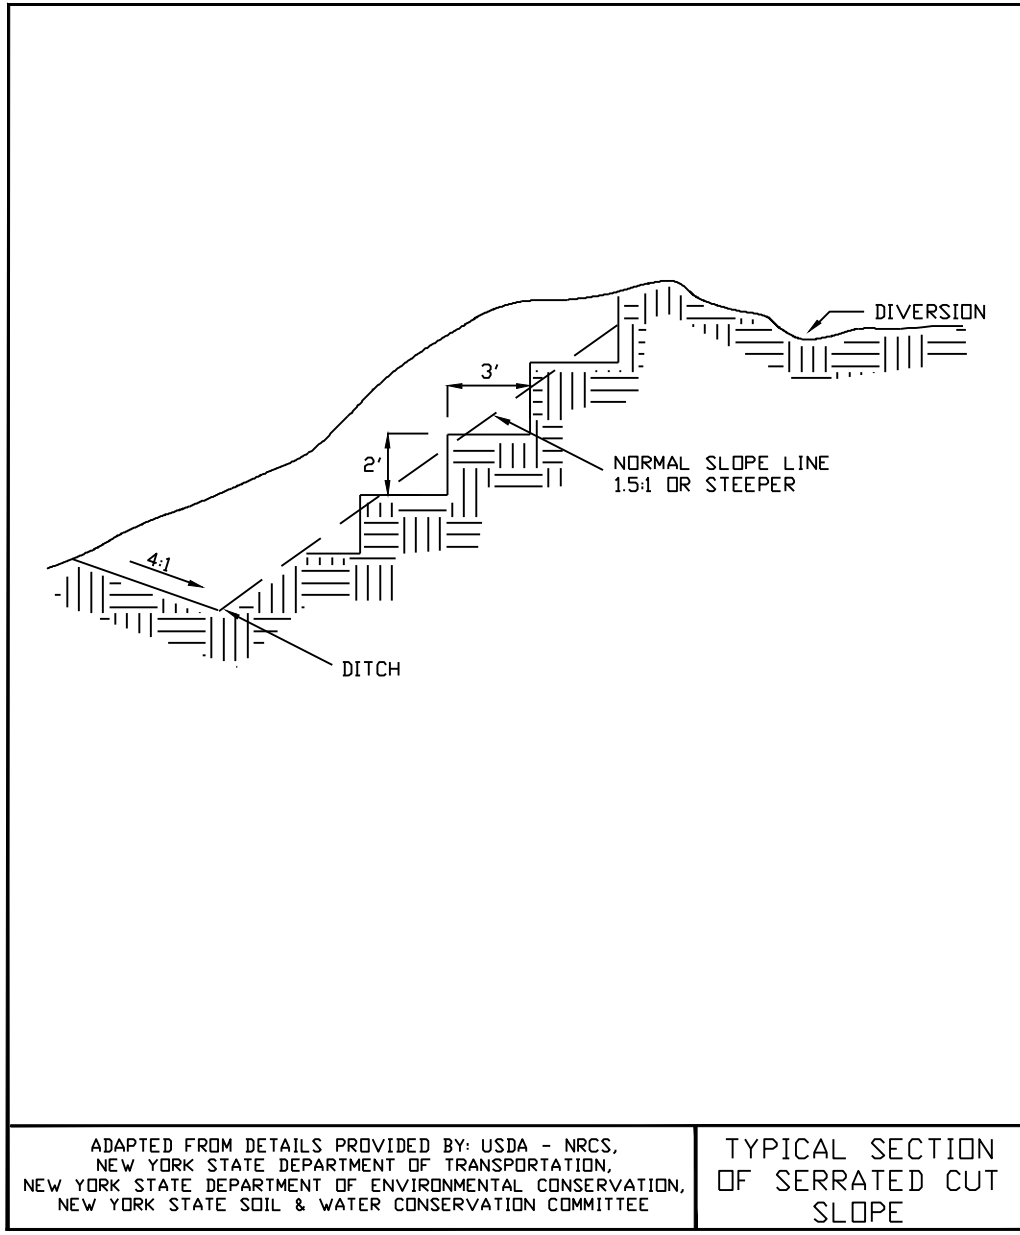 DIVERSION
3'
2'
NORMAL SLOPE LINE
1.5:1 OR STEEPER
4:1
DITCH
ADAPTED FROM DETAILS PROVIDED BY: USDA - NRCS,
NEW YORK STATE DEPARTMENT OF TRANSPORTATION,
NEW YORK STATE DEPARTMENT OF ENVIRONMENTAL CONSERVATION,
NEW YORK STATE SOIL & WATER CONSERVATION COMMITTEE
TYPICAL SECTION
OF SERRATED CUT
SLOPE